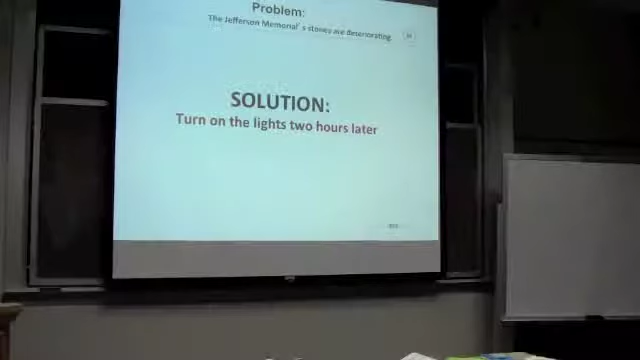 Problem:
The Jefferson Memorial's stones are deteriorating
SOLUTION:
Turn on the lights two hours later